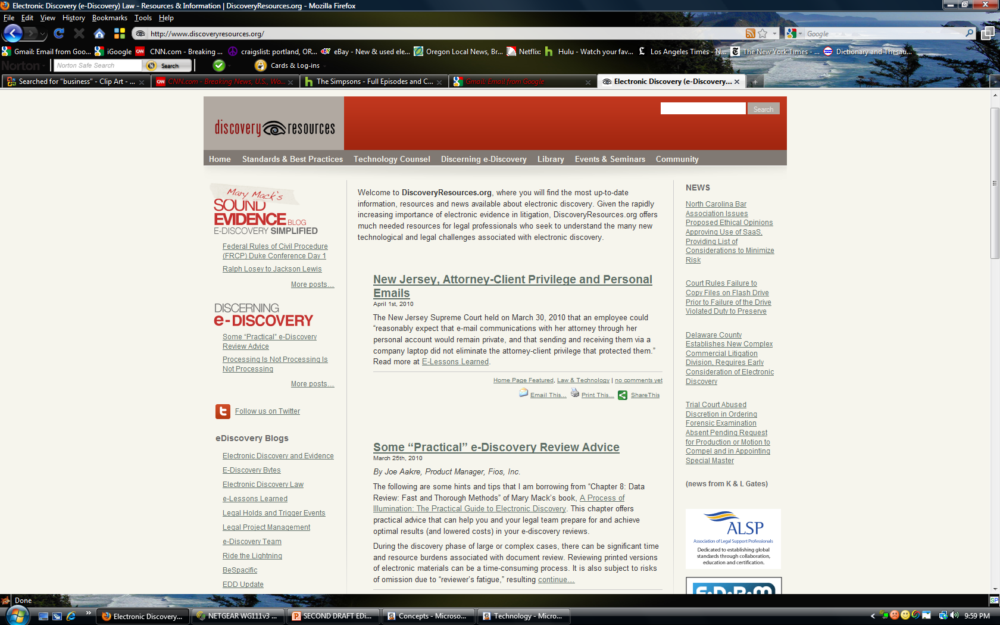 Electronic Discovery (e-Discovery) Law - Resources & Information | DiscoveryResources.org - Mozilla Firefox
File Edit View History Bookmarks Tools Help
http://www.discoveryresources.org/
Google
Gmail: Email from Goo... iGoogle CNN.com - Breaking ... craigslist: portland, OR... eBay - New & used ele... Oregon Local News, Br... Netflix: Hulu - Watch your fav... Los Angeles Times - N... The New York Times - ... Dictionary and Thesau...
Norton Norton Safe Search Search Cards & Log-ins
Searched for "business" - Clip Art - ... CNN.com - Breaking News, U.S., Wo... The Simpsons - Full Episodes and C... Gmail: Email from Google Electronic Discovery (e-Discovery...
Search
discovery resources
Home Standards & Best Practices Technology Counsel Discerning e-Discovery Library Events & Seminars Community
Mary Mack's
SOUND
EVIDENCE BLOG
E-DISCOVERY SIMPLIFIED
Federal Rules of Civil Procedure
(FRCP) Duke Conference Day 1
Ralph Losey to Jackson Lewis
More posts...
DISCERNING
e-DISCOVERY
Some “Practical” e-Discovery
Review Advice
Processing Is Not Processing Is
Not Processing
More posts...
Follow us on Twitter
eDiscovery Blogs
Electronic Discovery and Evidence
E-Discovery Bytes
Electronic Discovery Law
e-Lessons Learned
Legal Holds and Trigger Events
Legal Project Management
e-Discovery Team
Ride the Lightning
BeSpacific
EDD Update
Welcome to DiscoveryResources.org, where you will find the most up-to-date
information, resources and news available about electronic discovery. Given the rapidly
increasing importance of electronic evidence in litigation, DiscoveryResources.org offers
much needed resources for legal professionals who seek to understand the many new
technological and legal challenges associated with electronic discovery.
New Jersey, Attorney-Client Privilege and Personal
Emails
April 1st, 2010
The New Jersey Supreme Court held on March 30, 2010 that an employee could
“reasonably expect that e-mail communications with her attorney through her
personal account would remain private, and that sending and receiving them via a
company laptop did not eliminate the attorney-client privilege that protected them.”
Read more at E-Lessons Learned.
Home Page Featured, Law & Technology | no comments yet
Email This... Print This... ShareThis
Some “Practical” e-Discovery Review Advice
March 25th, 2010
By Joe Aakre, Product Manager, Fios, Inc.
The following are some hints and tips that I am borrowing from “Chapter 8: Data
Review: Fast and Thorough Methods” of Mary Mack’s book, A Process of
Illumination: The Practical Guide to Electronic Discovery. This chapter offers
practical advice that can help you and your legal team prepare for and achieve
optimal results (and lowered costs) in your e-discovery reviews.
During the discovery phase of large or complex cases, there can be significant time
and resource burdens associated with document review. Reviewing printed versions
of electronic materials can be a time-consuming process. It is also subject to risks
of omission due to “reviewer’s fatigue,” resulting continue...
NEWS
North Carolina Bar
Association Issues
Proposed Ethical Opinions
Approving Use of SaaS,
Providing List of
Considerations to Minimize
Risk
Court Rules Failure to
Copy Files on Flash Drive
Prior to Failure of the Drive
Violated Duty to Preserve
Delaware County
Establishes New Complex
Commercial Litigation
Division, Requires Early
Consideration of Electronic
Discovery
Trial Court Abused
Discretion in Ordering
Forensic Examination
Absent Pending Request
for Production or Motion to
Compel and in Appointing
Special Master
(news from K & L Gates)
ALSP
Association of Legal Support Professionals
Dedicated to establishing global
standards through collaboration,
education and certification.
EDRM
Done SP
Electronic Discovery... NETGEAR WG111v3 ... SECOND DRAFT EDi... Concepts - Microso... Technology - Micro... 9:59 PM